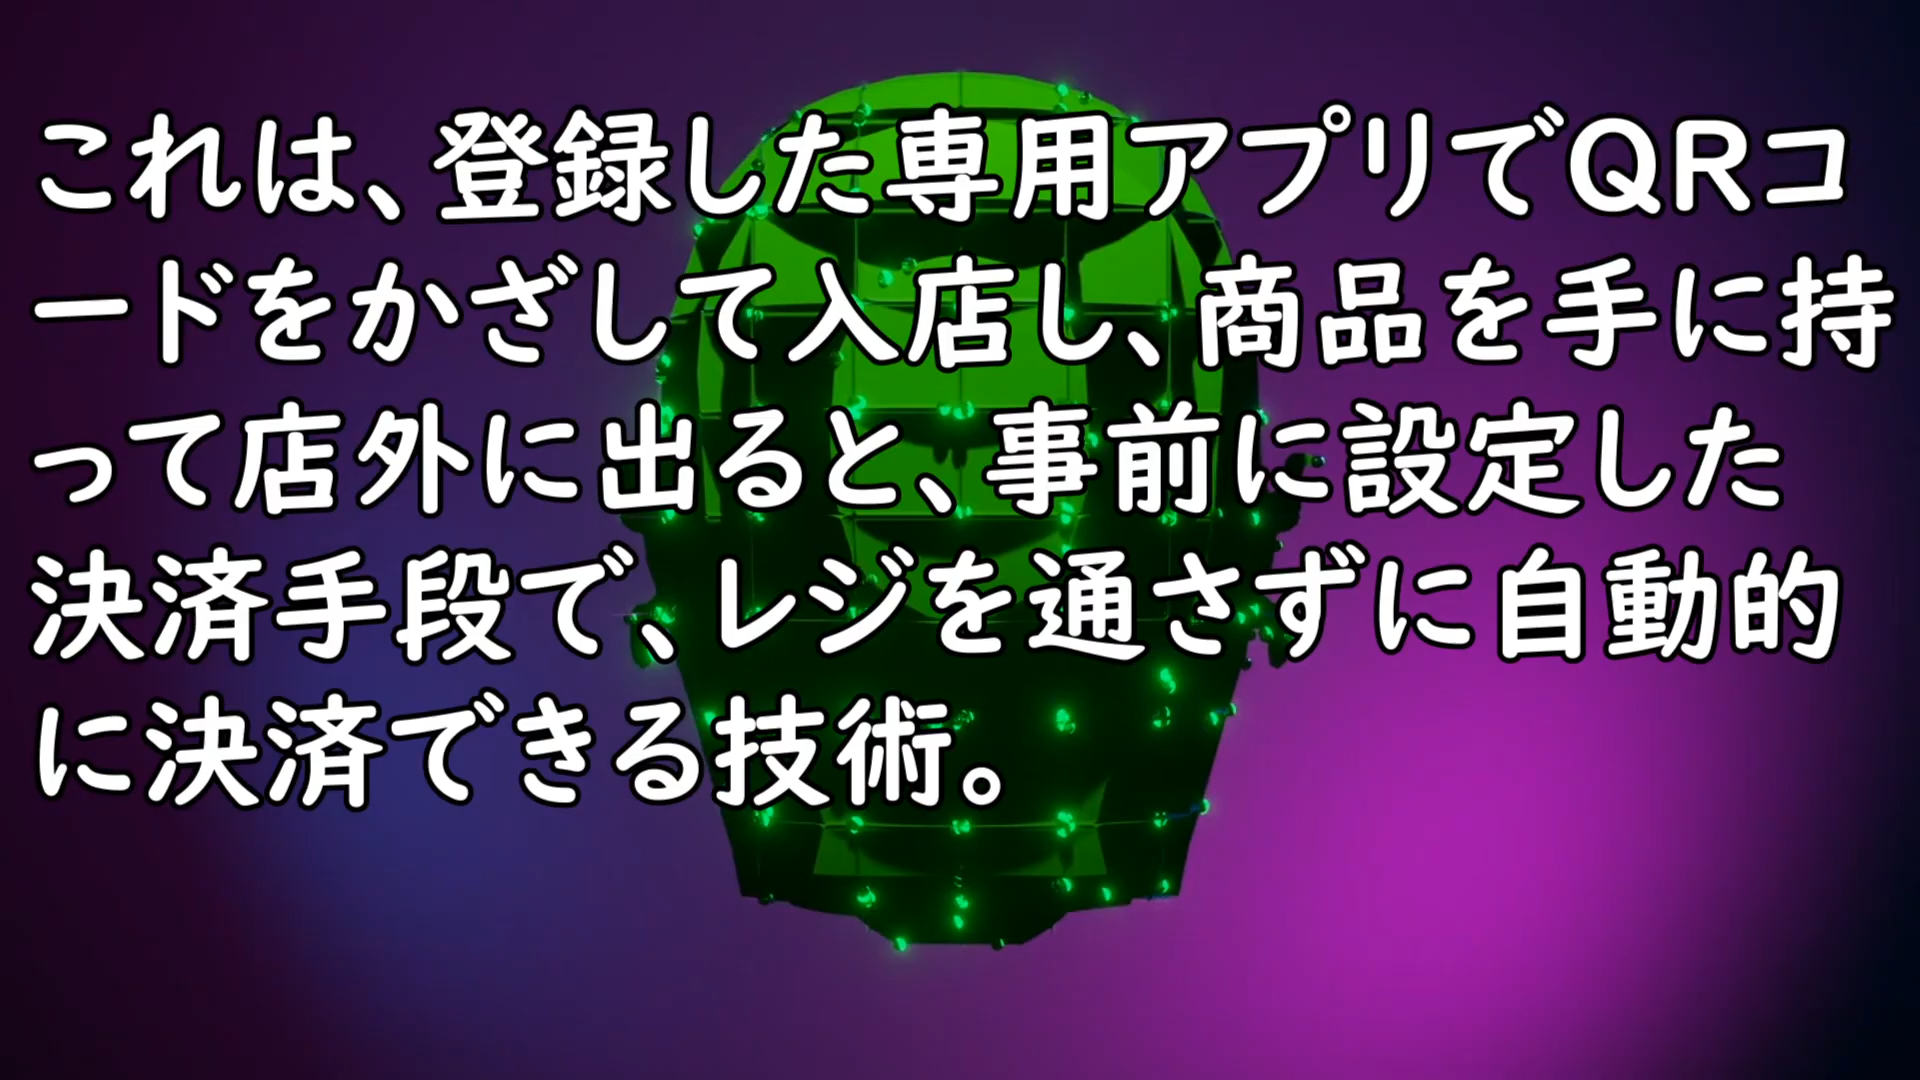 これは、登録した専用アプリでQRコ
ードをかざして入店し、商品を手に持
って店外に出ると、事前に設定した
決済手段で、レジを通さずに自動的
に決済できる技術。